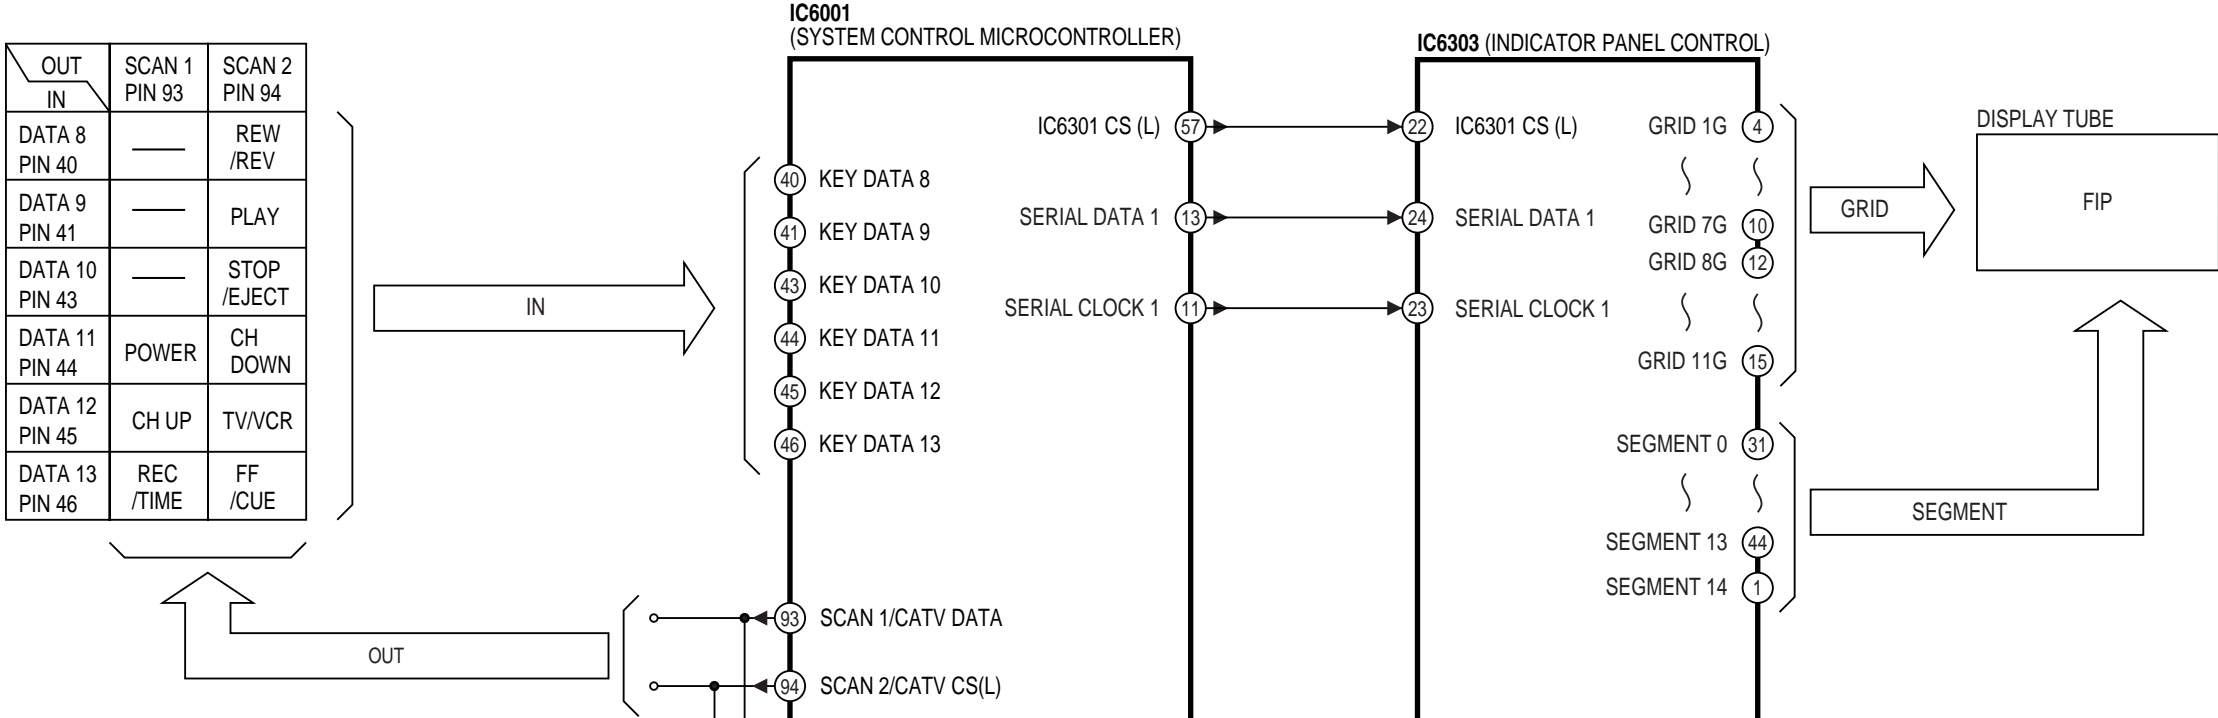 OUT
IN
SCAN 1
PIN 93
SCAN 2
PIN 94
DATA 8
PIN 40
REW
/REV
DATA 9
PIN 41
PLAY
DATA 10
PIN 43
STOP
/EJECT
DATA 11
PIN 44
POWER
CH
DOWN
DATA 12
PIN 45
CH UP
TV/VCR
DATA 13
PIN 46
REC
/TIME
FF
/CUE
IN
OUT
IC6001
(SYSTEM CONTROL MICROCONTROLLER)
40 KEY DATA 8
41 KEY DATA 9
43 KEY DATA 10
44 KEY DATA 11
45 KEY DATA 12
46 KEY DATA 13
93 SCAN 1/CATV DATA
94 SCAN 2/CATV CS(L)
IC6301 CS (L) 57
SERIAL DATA 1 13
SERIAL CLOCK 1 11
IC6303 (INDICATOR PANEL CONTROL)
22 IC6301 CS (L)
24 SERIAL DATA 1
23 SERIAL CLOCK 1
GRID 1G 4
GRID 7G 10
GRID 8G 12
GRID 11G 15
SEGMENT 0 31
SEGMENT 13 44
SEGMENT 14 1
GRID
SEGMENT
DISPLAY TUBE
FIP